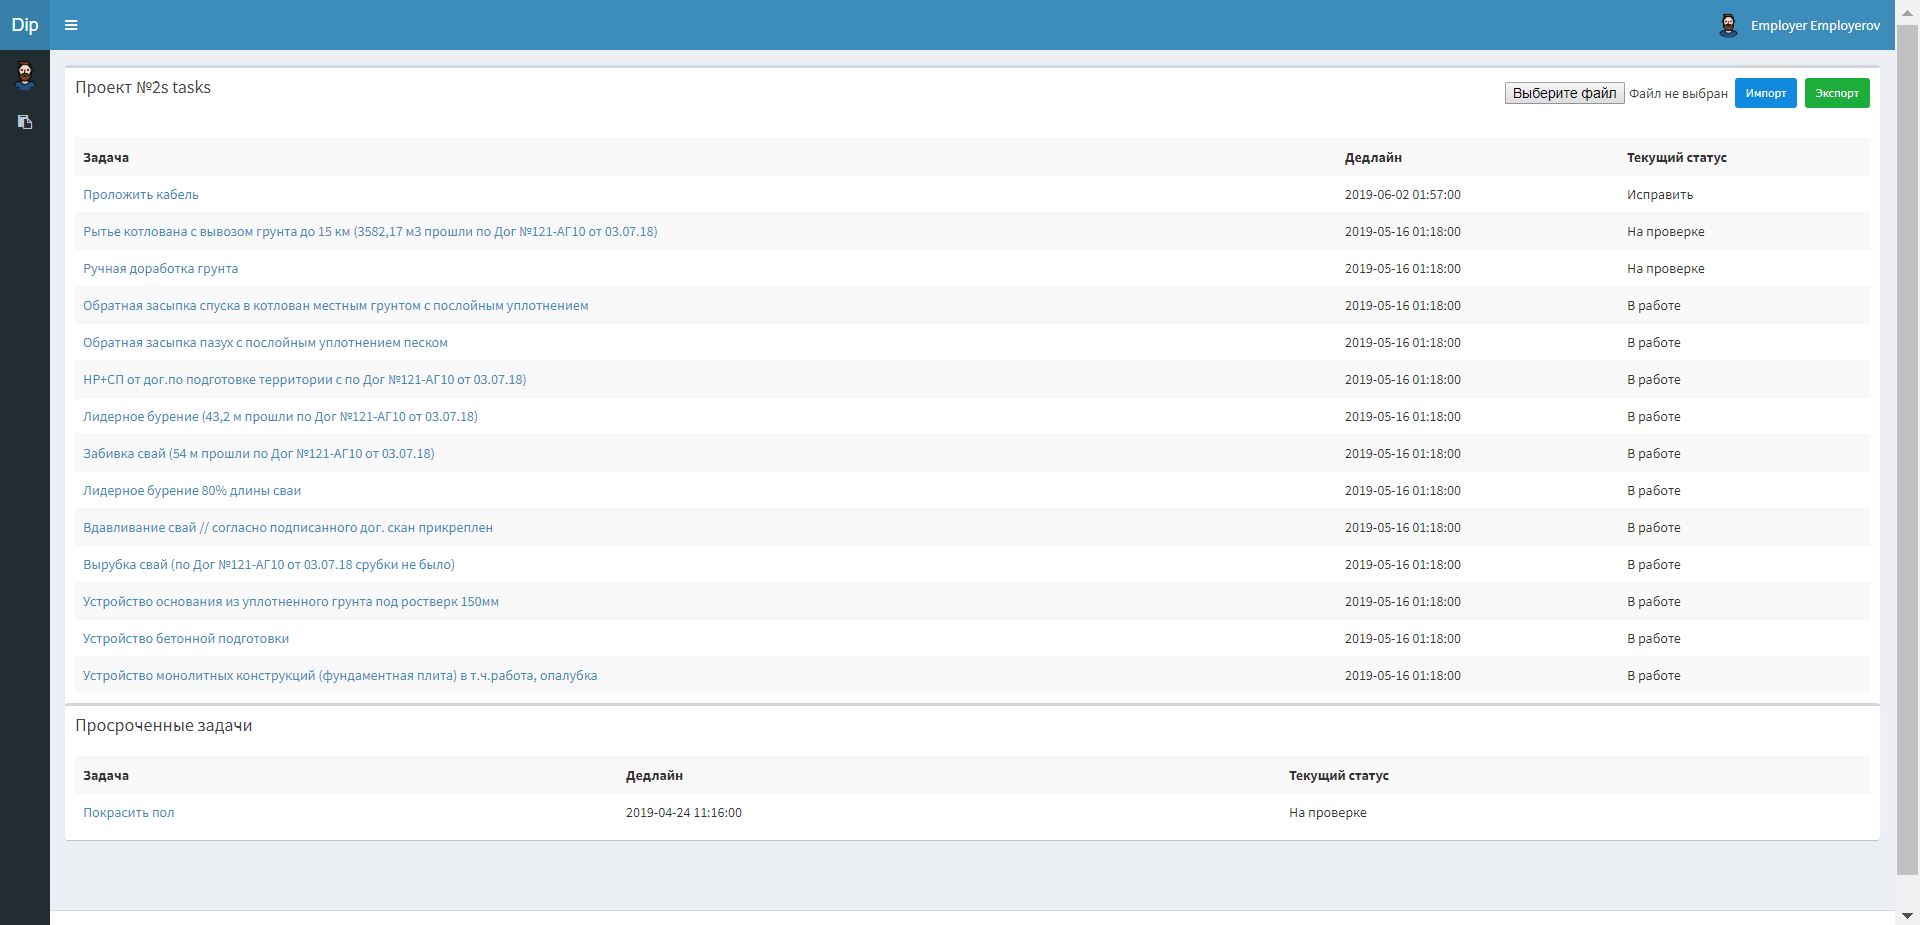 Dip
Employer Employerov
Проект №2s tasks
Выберите файл Файл не выбран Импорт Экспорт
Задача Дедлайн Текущий статус
Проложить кабель 2019-06-02 01:57:00 Исправить
Рытье котлована с вывозом грунта до 15 км (3582,17 м3 прошли по Дог №121-АГ10 от 03.07.18) 2019-05-16 01:18:00 На проверке
Ручная доработка грунта 2019-05-16 01:18:00 На проверке
Обратная засыпка спуска в котлован местным грунтом с послойным уплотнением 2019-05-16 01:18:00 В работе
Обратная засыпка пазух с послойным уплотнением песком 2019-05-16 01:18:00 В работе
НР+СП от дог.по подготовке территории с по Дог №121-АГ10 от 03.07.18) 2019-05-16 01:18:00 В работе
Лидерное бурение (43,2 м прошли по Дог №121-АГ10 от 03.07.18) 2019-05-16 01:18:00 В работе
Забивка свай (54 м прошли по Дог №121-АГ10 от 03.07.18) 2019-05-16 01:18:00 В работе
Лидерное бурение 80% длины сваи 2019-05-16 01:18:00 В работе
Вдавливание свай // согласно подписанного дог. скан прикреплен 2019-05-16 01:18:00 В работе
Вырубка свай (по Дог №121-АГ10 от 03.07.18 срубки не было) 2019-05-16 01:18:00 В работе
Устройство основания из уплотненного грунта под ростверк 150мм 2019-05-16 01:18:00 В работе
Устройство бетонной подготовки 2019-05-16 01:18:00 В работе
Устройство монолитных конструкций (фундаментная плита) в т.ч.работа, опалубка 2019-05-16 01:18:00 В работе
Просроченные задачи
Задача Дедлайн Текущий статус
Покрасить пол 2019-04-24 11:16:00 На проверке